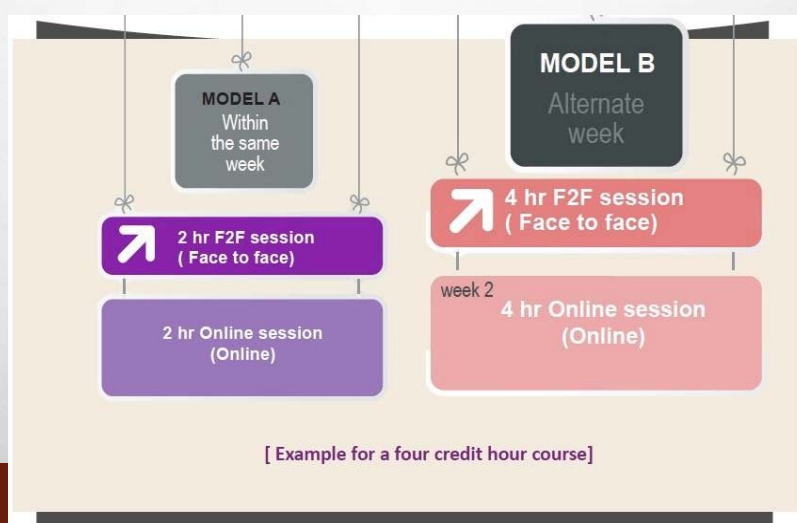 MODEL A
Within
the same
week
2 hr F2F session
( Face to face)
2 hr Online session
(Online)
MODEL B
Alternate
week
4 hr F2F session
( Face to face)
week 2
4 hr Online session
(Online)
[ Example for a four credit hour course]